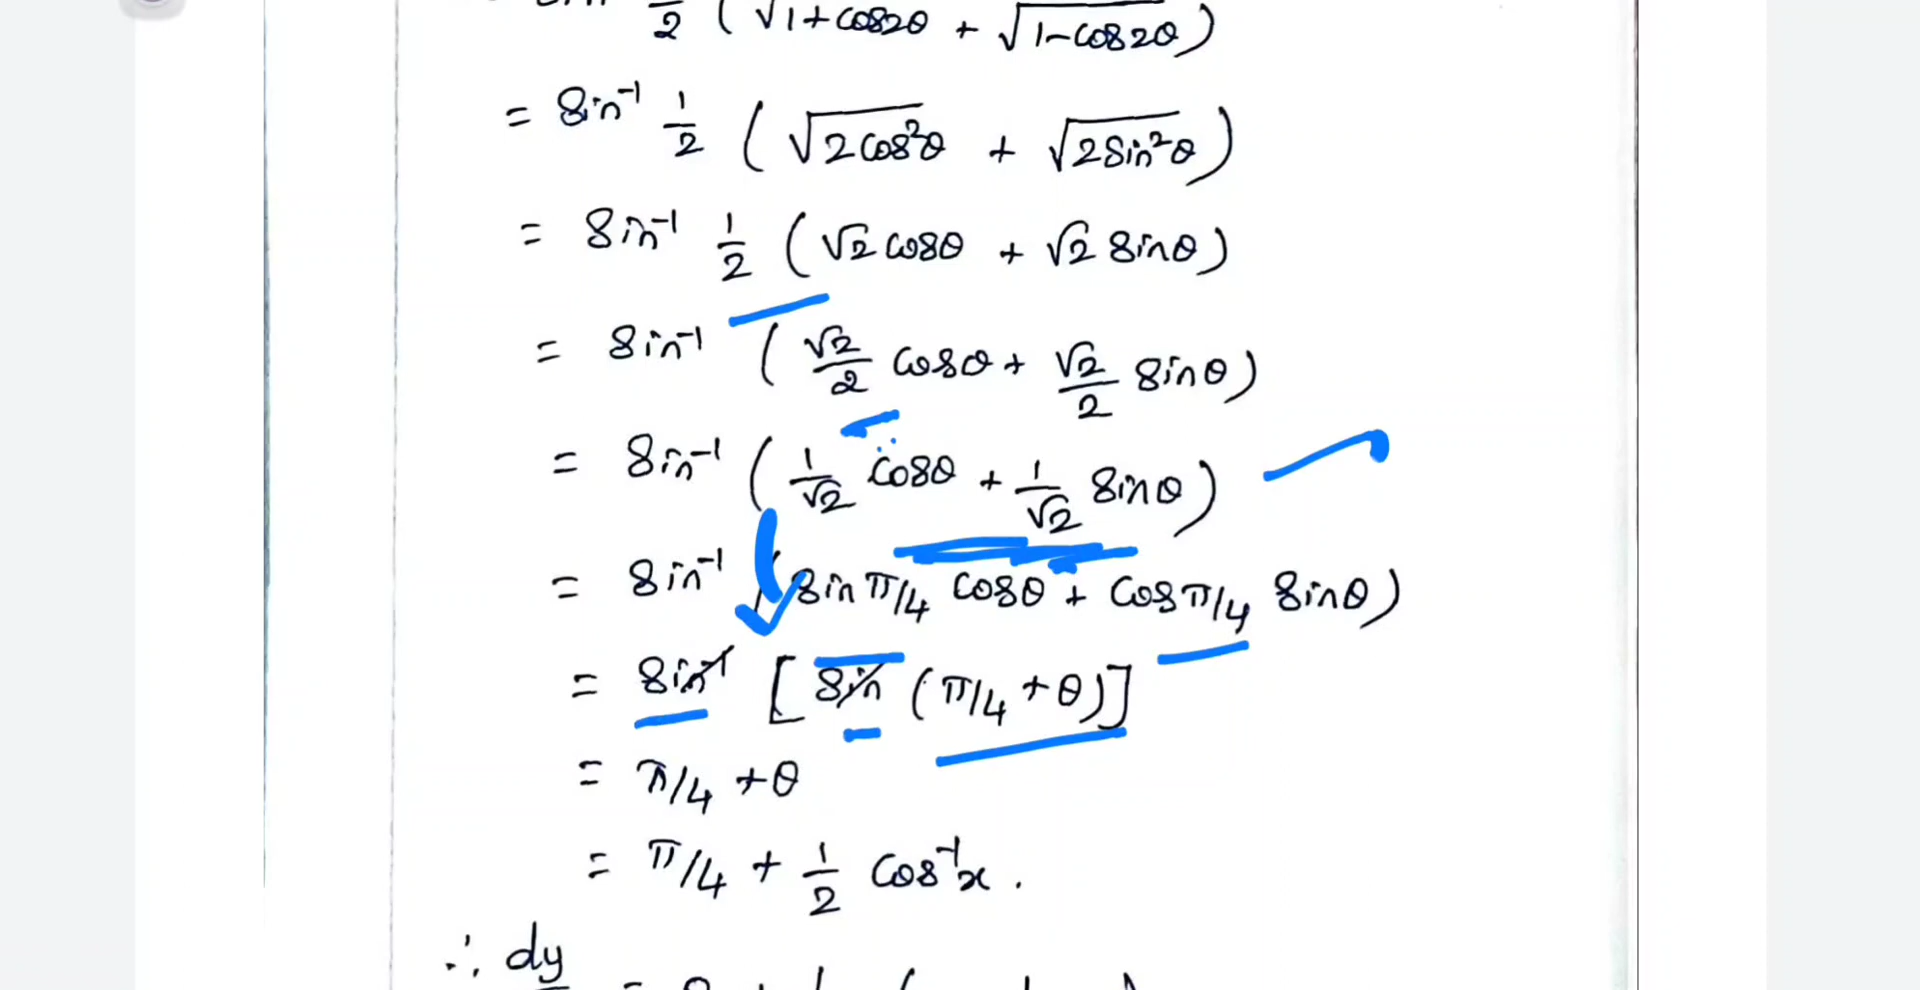 1/2 (√1+cos2θ + √1-cos2θ)
= Sin⁻¹ 1/2 (√2cos²θ + √2Sin²θ)
= Sin⁻¹ 1/2 (√2 cosθ + √2 Sinθ)
= Sin⁻¹ (√2/2 cosθ + √2/2 Sinθ)
= Sin⁻¹ (1/√2 cosθ + 1/√2 Sinθ)
= Sin⁻¹ (Sin π/4 cosθ + cos π/4 Sinθ)
= Sin⁻¹ [Sin (π/4 + θ)]
= π/4 + θ
= π/4 + 1/2 cos⁻¹x.
∴ dy